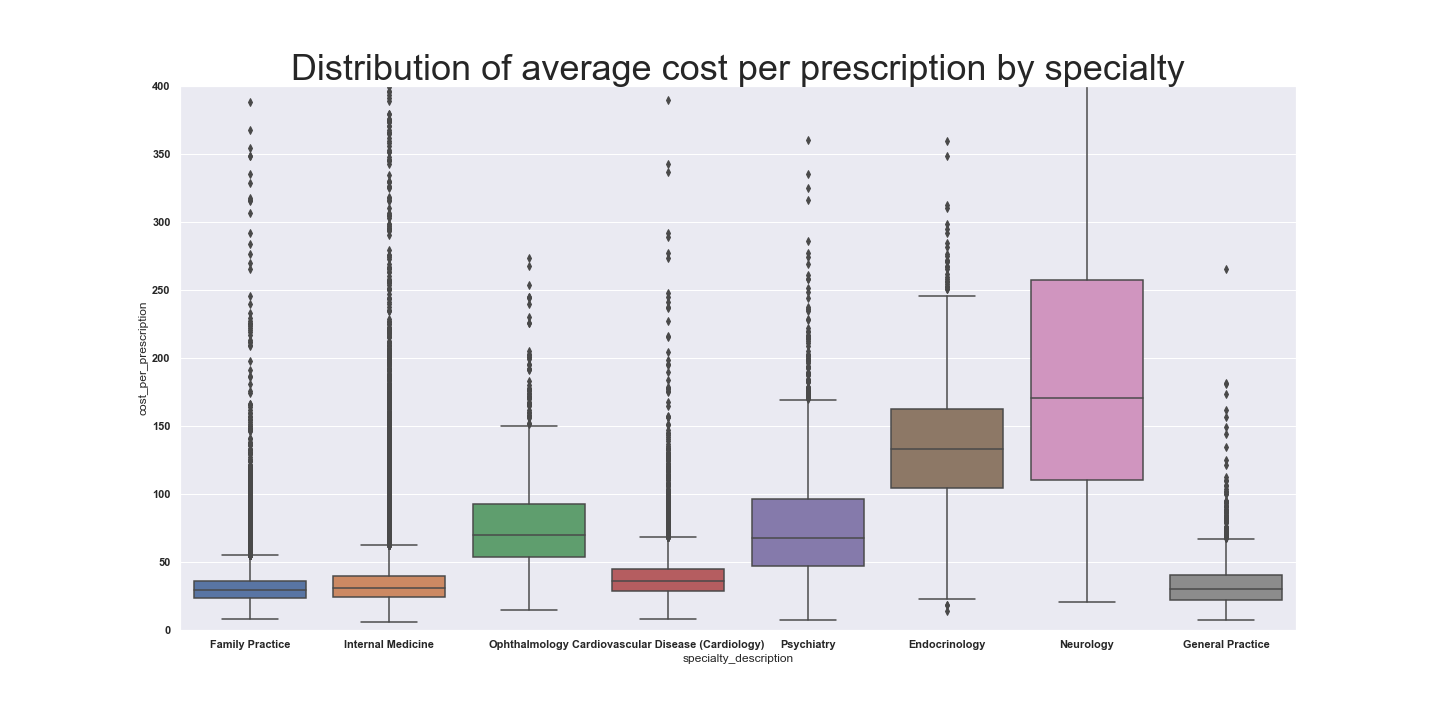 Distribution of average cost per prescription by specialty
400
350
300
250
200
150
100
50
0
cost_per_prescription
Family Practice
Internal Medicine
Ophthalmology
Cardiovascular Disease (Cardiology)
Psychiatry
Endocrinology
Neurology
General Practice
specialty_description